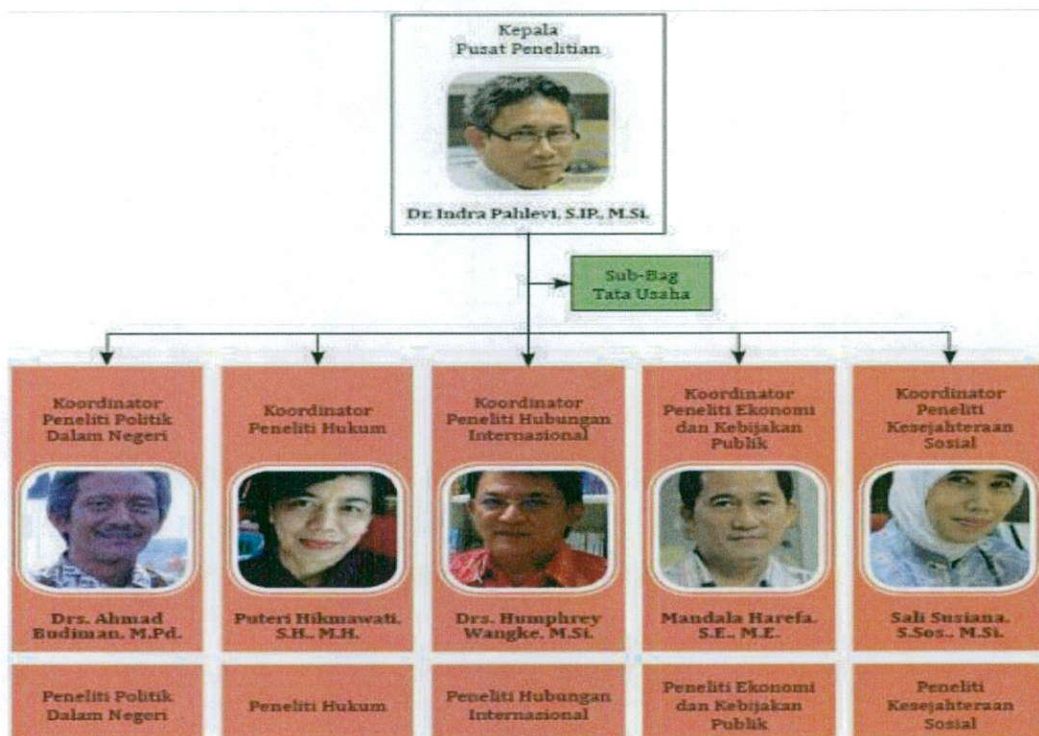 Kepala
Pusat Penelitian
Dr. Indra Pahlevi, S.IP., M.Si.
Sub-Bag
Tata Usaha
Koordinator
Peneliti Politik
Dalam Negeri
Drs. Ahmad
Budiman, M.Pd.
Koordinator
Peneliti Hukum
Puteri Hikmawati,
S.H., M.H.
Koordinator
Peneliti Hubungan
Internasional
Drs. Humphrey
Wangke, M.Si.
Koordinator
Peneliti Ekonomi
dan Kebijakan
Publik
Mandala Harefa,
S.E., M.E.
Koordinator
Peneliti
Kesejahteraan
Sosial
Sali Susiana,
S.Sos., M.Si.
Peneliti Politik
Dalam Negeri
Peneliti Hukum
Peneliti Hubungan
Internasional
Peneliti Ekonomi
dan Kebijakan
Publik
Peneliti
Kesejahteraan
Sosial